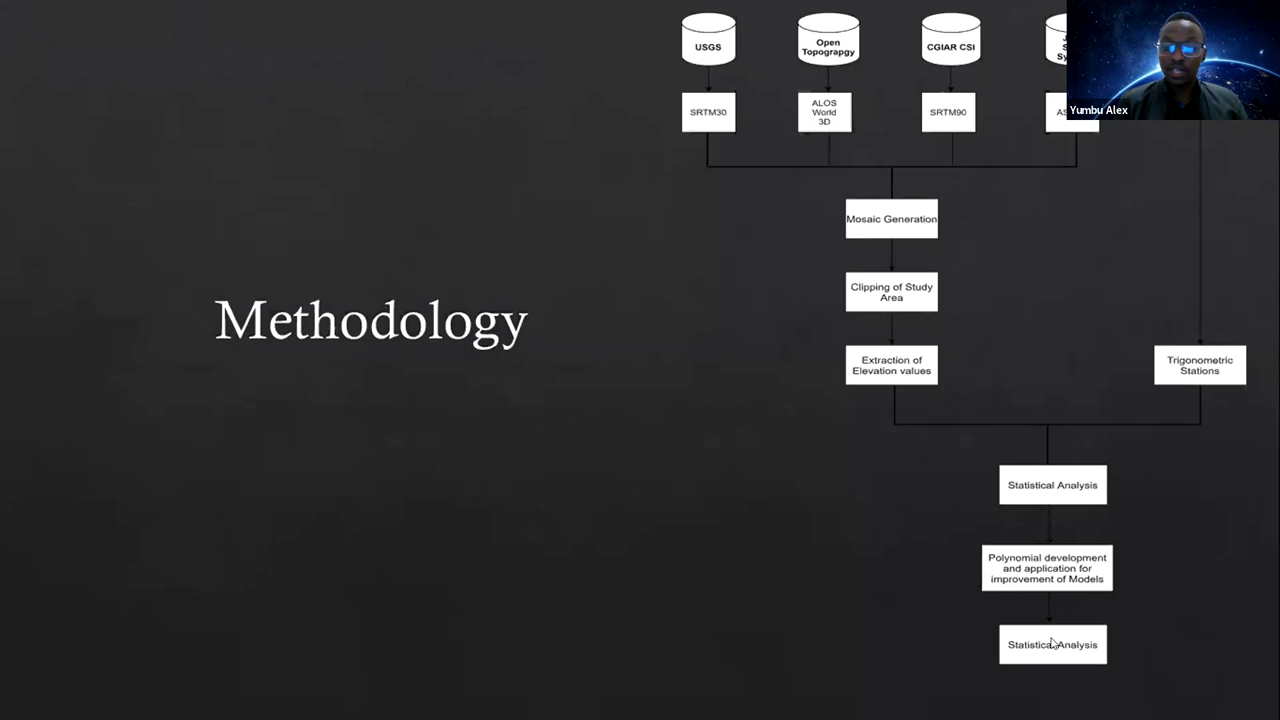 USGS
Open
Topograpgy
CGIAR CSI
SRTM30
ALOS
World
3D
SRTM90
Yumbu Alex
Mosaic Generation
Clipping of Study
Area
Methodology
Extraction of
Elevation values
Trigonometric
Stations
Statistical Analysis
Polynomial development
and application for
improvement of Models
Statistical Analysis